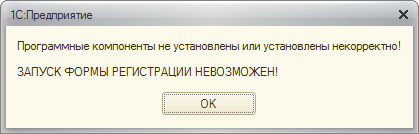 1С:Предприятие
Программные компоненты не установлены или установлены некорректно!
ЗАПУСК ФОРМЫ РЕГИСТРАЦИИ НЕВОЗМОЖЕН!
OK